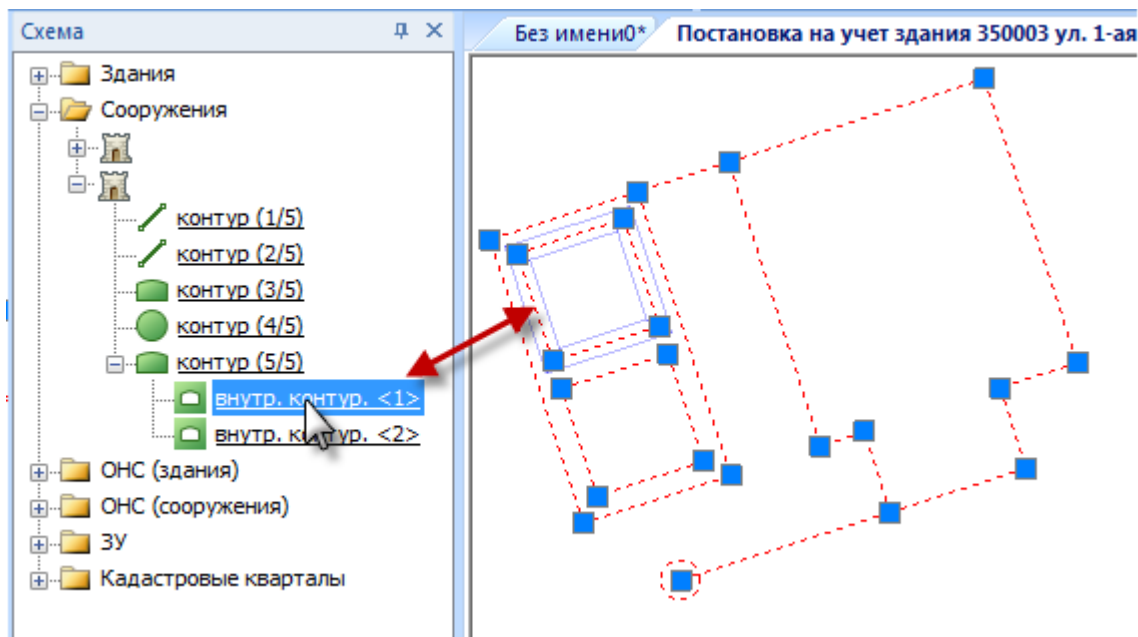 Схема
Без имени0*
Постановка на учет здания 350003 ул. 1-ая
Здания
Сооружения
контур (1/5)
контур (2/5)
контур (3/5)
контур (4/5)
контур (5/5)
внутр. контур. <1>
внутр. контур. <2>
ОНС (здания)
ОНС (сооружения)
ЗУ
Кадастровые кварталы